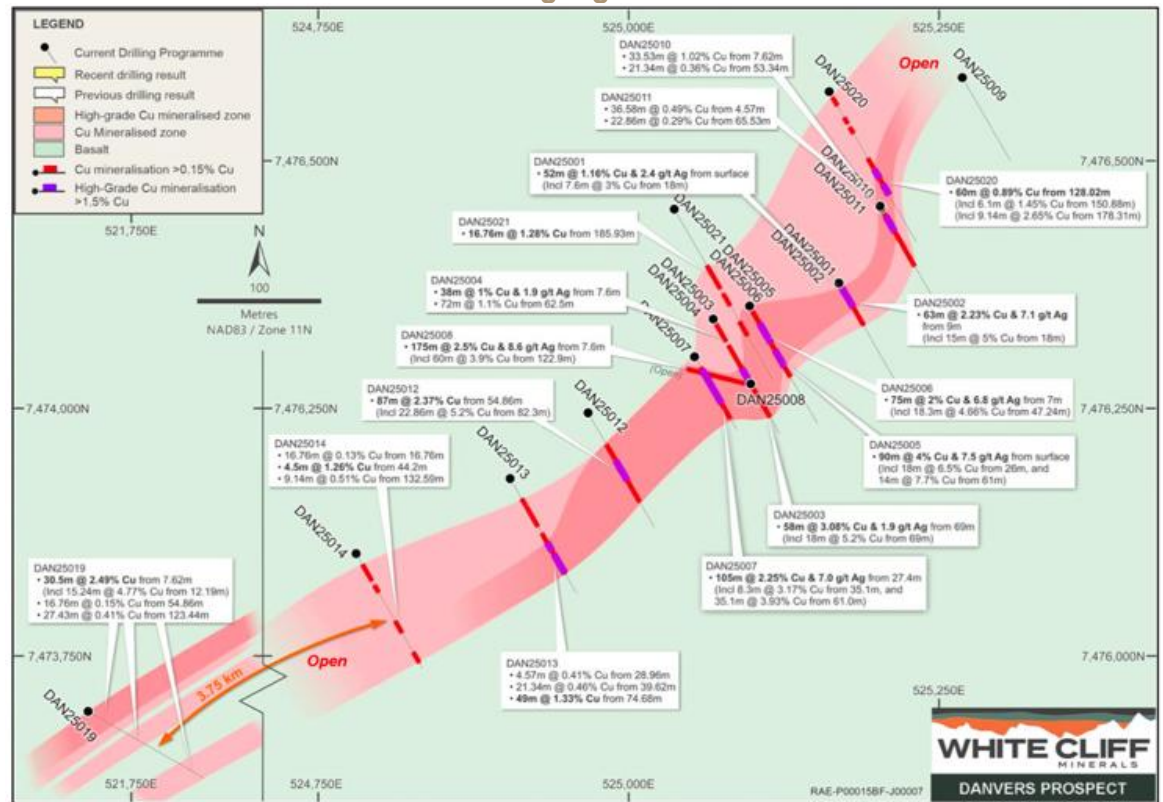 LEGEND
Current Drilling Programme
Recent drilling result
Previous drilling result
High-grade Cu mineralised zone
Cu Mineralised zone
Basalt
Cu mineralisation >0.15% Cu
High-Grade Cu mineralisation
>1.5% Cu
524,750E
525,000E
525,250E
521,750E
N
100
Metres
NAD83 / Zone 11N
7,476,500N
7,476,500N
7,474,000N
7,476,250N
7,476,250N
7,473,750N
7,476,000N
DAN25010
• 33.53m @ 1.02% Cu from 7.62m
• 21.34m @ 0.36% Cu from 53.34m
DAN25011
• 36.58m @ 0.49% Cu from 4.57m
• 22.86m @ 0.29% Cu from 65.53m
DAN25001
• 52m @ 1.16% Cu & 2.4 g/t Ag from surface
(Incl 7.6m @ 3% Cu from 18m)
DAN25021
• 16.76m @ 1.28% Cu from 185.93m
DAN25004
• 38m @ 1% Cu & 1.9 g/t Ag from 7.6m
• 72m @ 1.1% Cu from 62.5m
DAN25008
• 175m @ 2.5% Cu & 8.6 g/t Ag from 7.6m
(Incl 60m @ 3.9% Cu from 122.9m)
DAN25012
• 87m @ 2.37% Cu from 54.86m
(Incl 22.86m @ 5.2% Cu from 82.3m)
DAN25014
• 16.76m @ 0.13% Cu from 16.76m
• 4.5m @ 1.26% Cu from 44.2m
• 9.14m @ 0.51% Cu from 132.59m
DAN25019
• 30.5m @ 2.49% Cu from 7.62m
(Incl 15.24m @ 4.77% Cu from 12.19m)
• 16.76m @ 0.15% Cu from 54.86m
• 27.43m @ 0.41% Cu from 123.44m
DAN25020
• 60m @ 0.89% Cu from 128.02m
(Incl 6.1m @ 1.45% Cu from 150.88m)
(Incl 9.14m @ 2.65% Cu from 178.31m)
DAN25002
• 63m @ 2.23% Cu & 7.1 g/t Ag
from 9m
(Incl 15m @ 5% Cu from 18m)
DAN25006
• 75m @ 2% Cu & 6.8 g/t Ag from 7m
(Incl 18.3m @ 4.66% Cu from 47.24m)
DAN25005
• 90m @ 4% Cu & 7.5 g/t Ag from surface
(Incl 18m @ 6.5% Cu from 26m, and
14m @ 7.7% Cu from 61m)
DAN25003
• 58m @ 3.08% Cu & 1.9 g/t Ag from 69m
(Incl 18m @ 5.2% Cu from 69m)
DAN25007
• 105m @ 2.25% Cu & 7.0 g/t Ag from 27.4m
(Incl 8.3m @ 3.17% Cu from 35.1m, and
35.1m @ 3.93% Cu from 61.0m)
DAN25013
• 4.57m @ 0.41% Cu from 28.96m
• 21.34m @ 0.46% Cu from 39.62m
• 49m @ 1.33% Cu from 74.68m
Open
DAN25009
DAN25020
DAN25010
DAN25011
DAN25001
DAN25002
DAN25021
DAN25005
DAN25006
DAN25003
DAN25004
DAN25007
(Open)
DAN25008
DAN25012
DAN25013
DAN25014
DAN25019
Open
3.75 km
521,750E
524,750E
525,000E
525,250E
RAE-P00015BF-J00007
WHITE CLIFF
MINERALS
DANVERS PROSPECT